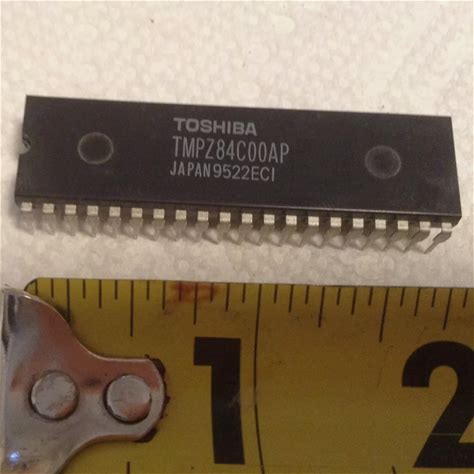 TOSHIBA
TMPZ84C00AP
JAPAN 9522ECI
1 2